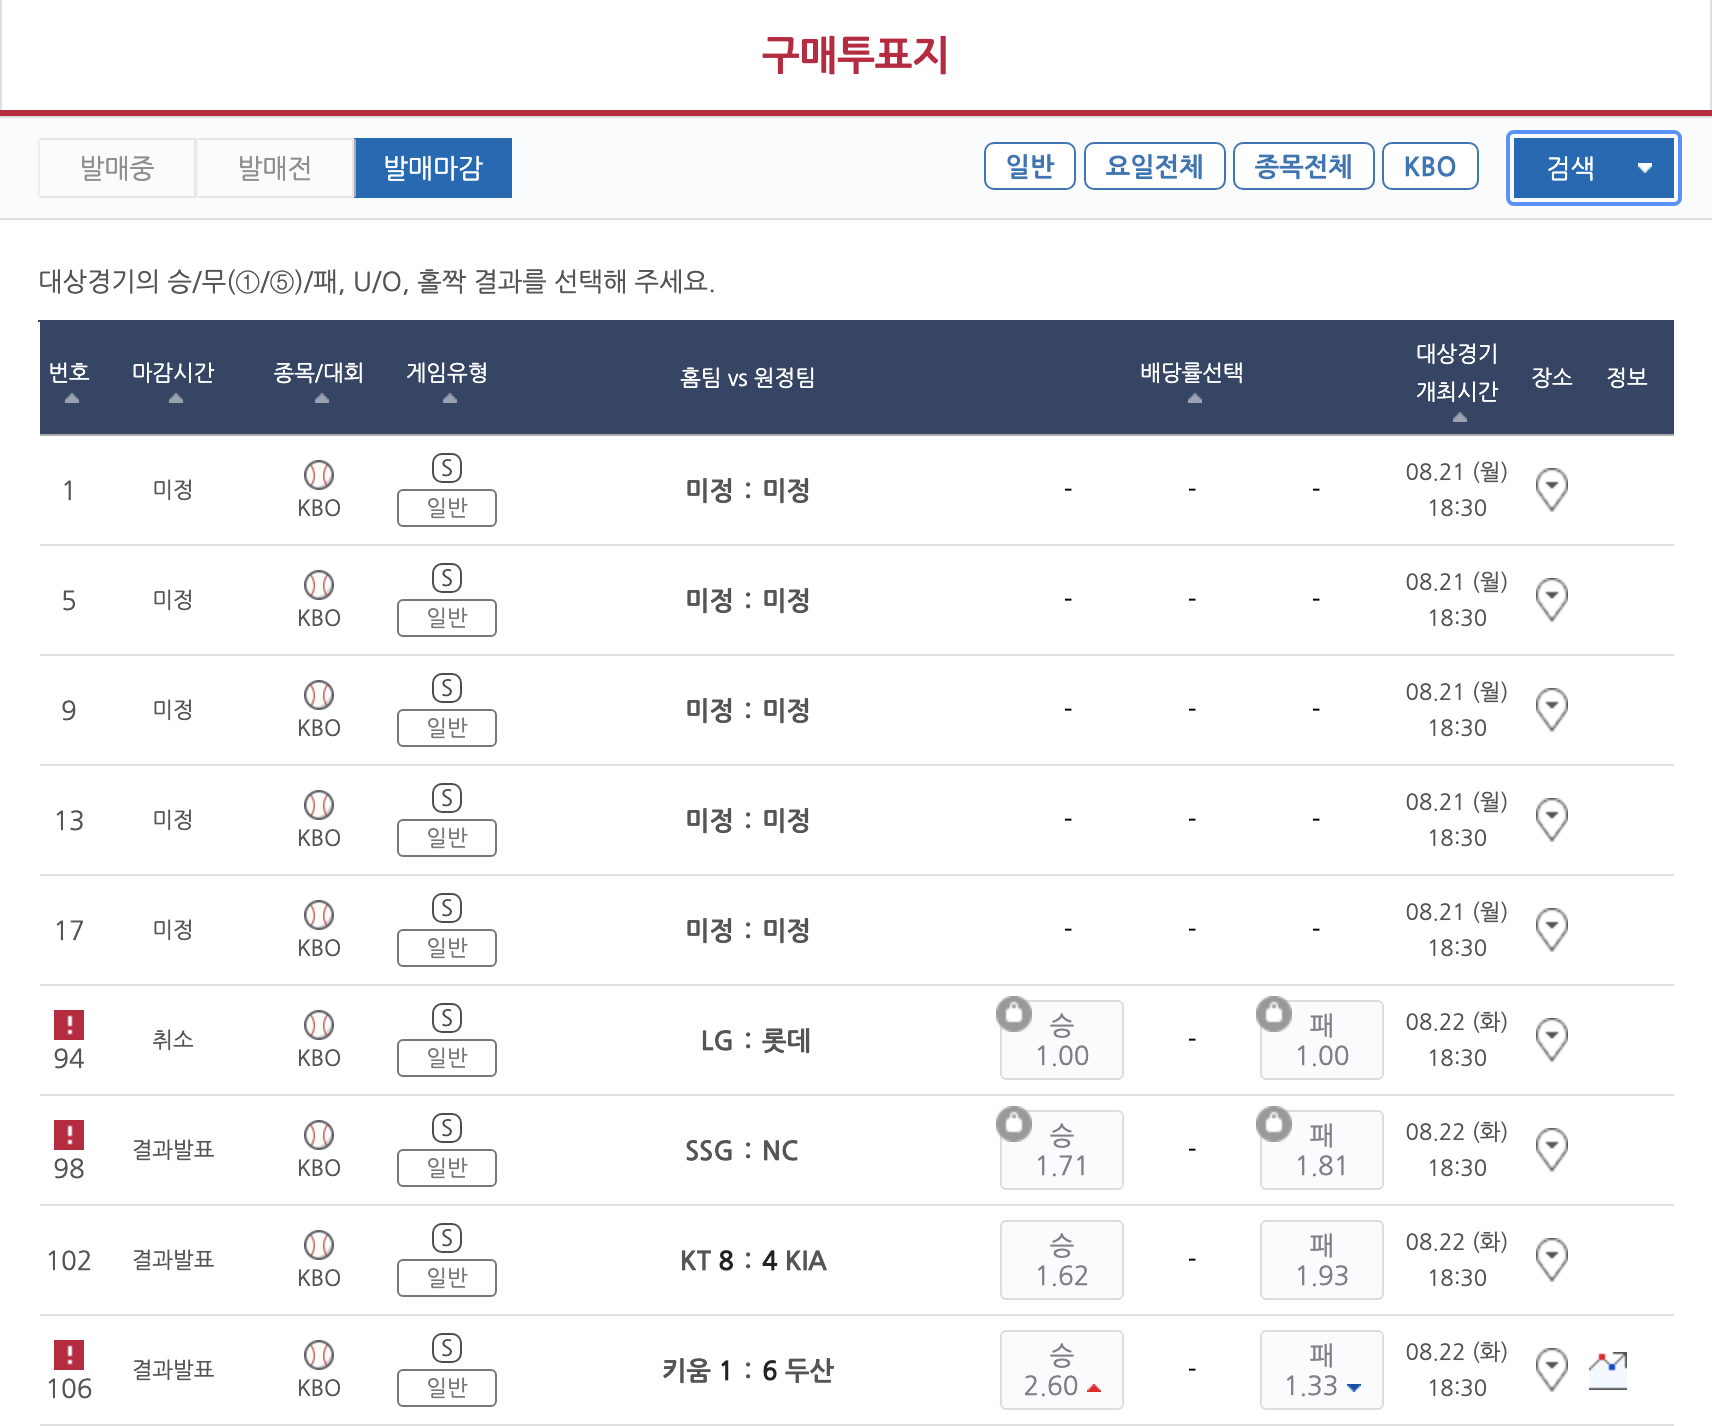 구매투표지
발매중 발매전 발매마감 일반 요일전체 종목전체 KBO 검색
대상경기의 승/무(①/⑤)/패, U/O, 홀짝 결과를 선택해 주세요.
번호 마감시간 종목/대회 게임유형 홈팀 vs 원정팀 배당률선택 대상경기 개최시간 장소 정보
1 미정 KBO S 일반 미정 : 미정 - - - 08.21 (월) 18:30
5 미정 KBO S 일반 미정 : 미정 - - - 08.21 (월) 18:30
9 미정 KBO S 일반 미정 : 미정 - - - 08.21 (월) 18:30
13 미정 KBO S 일반 미정 : 미정 - - - 08.21 (월) 18:30
17 미정 KBO S 일반 미정 : 미정 - - - 08.21 (월) 18:30
! 94 취소 KBO S 일반 LG : 롯데 승 1.00 - 패 1.00 08.22 (화) 18:30
! 98 결과발표 KBO S 일반 SSG : NC 승 1.71 - 패 1.81 08.22 (화) 18:30
102 결과발표 KBO S 일반 KT 8 : 4 KIA 승 1.62 - 패 1.93 08.22 (화) 18:30
! 106 결과발표 KBO S 일반 키움 1 : 6 두산 승 2.60 - 패 1.33 08.22 (화) 18:30